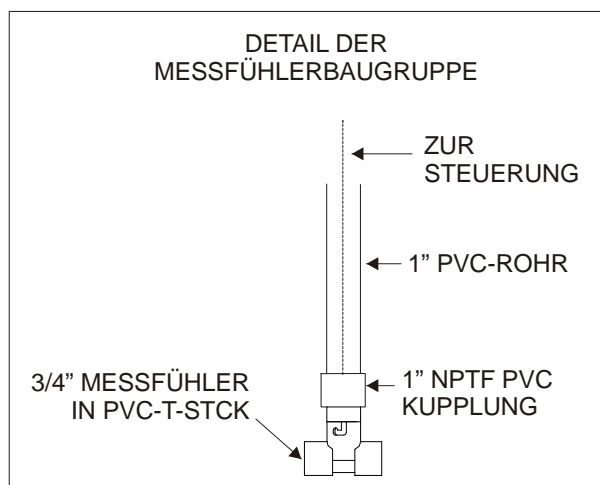 DETAIL DER
MESSFÜHLERBAUGRUPPE
ZUR
STEUERUNG
1” PVC-ROHR
3/4” MESSFÜHLER
IN PVC-T-STCK
1” NPTF PVC
KUPPLUNG